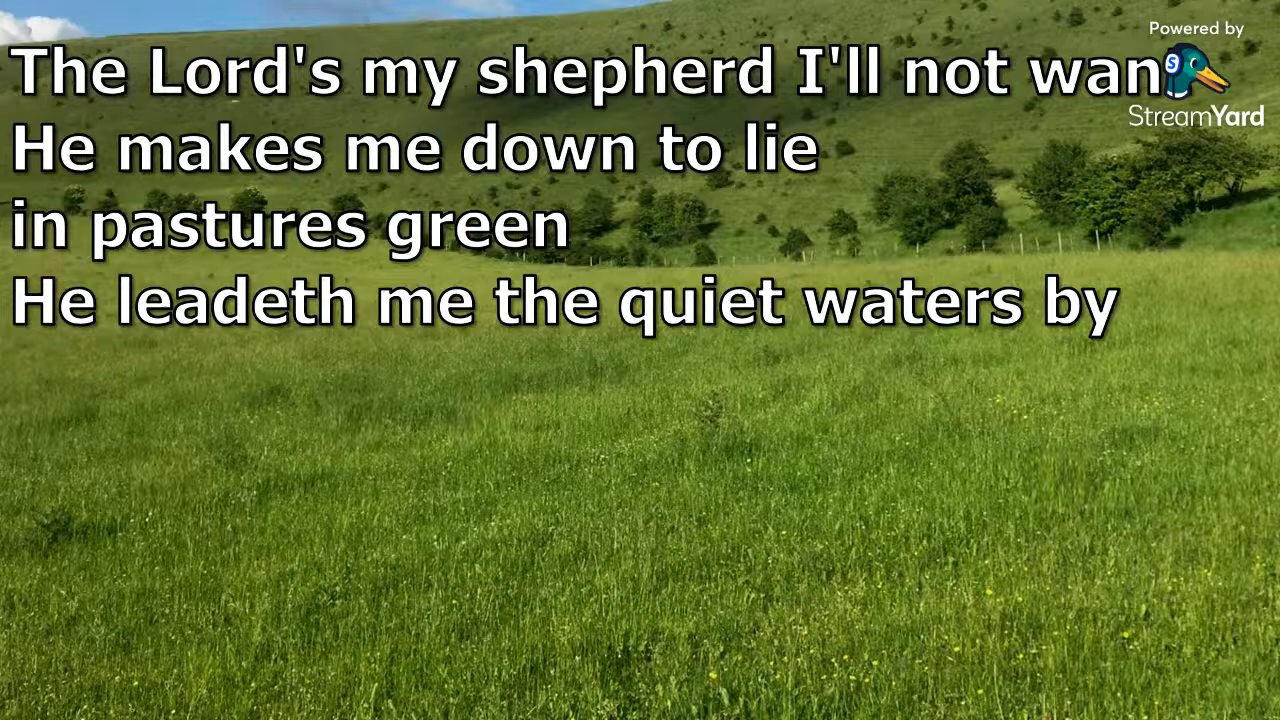 The Lord's my shepherd I'll not wan
He makes me down to lie
in pastures green
He leadeth me the quiet waters by
Powered by
S
StreamYard